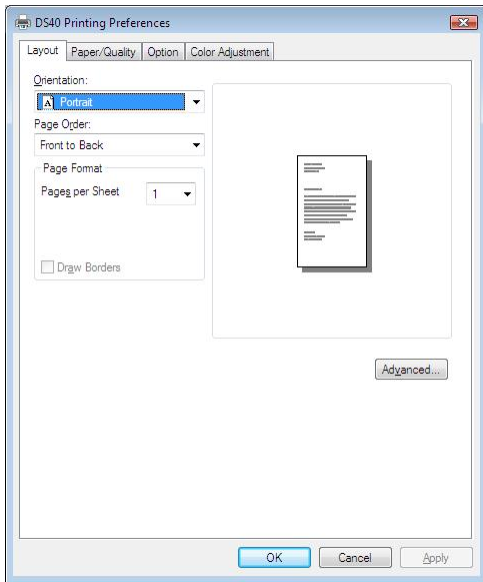 DS40 Printing Preferences
Layout Paper/Quality Option Color Adjustment
Orientation:
A Portrait
Page Order:
Front to Back
Page Format
Pages per Sheet 1
Draw Borders
Advanced...
OK Cancel Apply